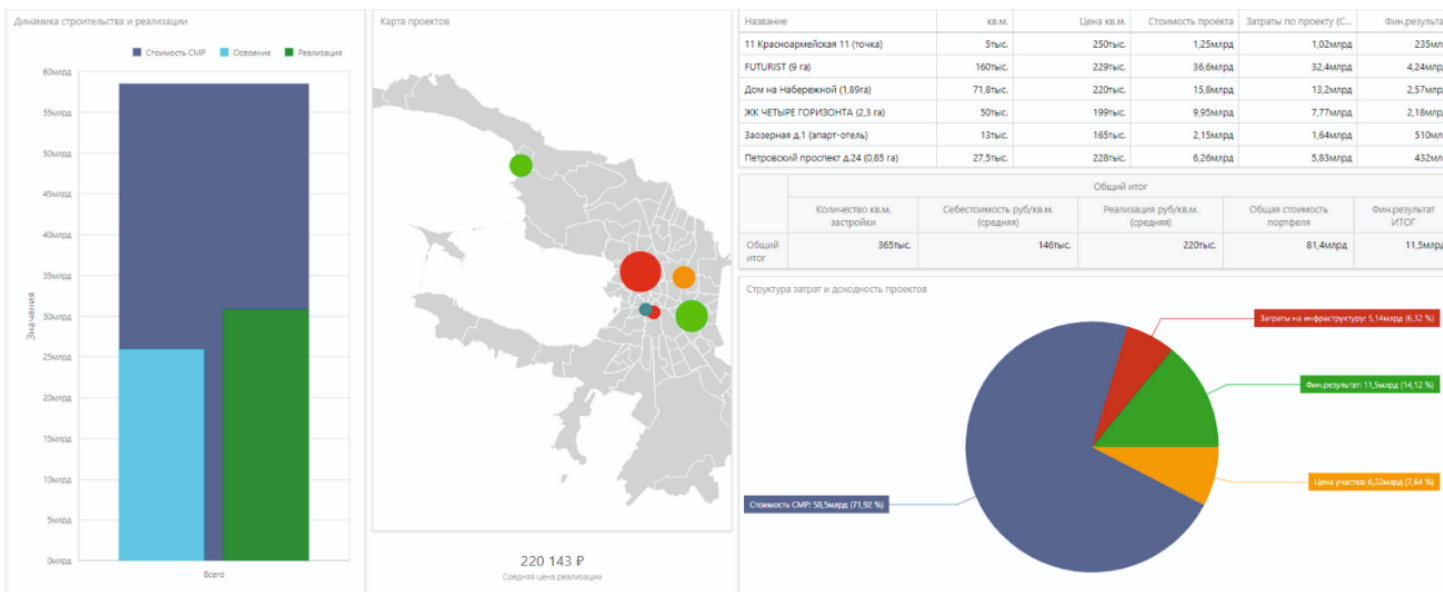 Динамика строительства и реализации
Стоимость СМР Освоение Реализация
60млрд
55млрд
50млрд
45млрд
40млрд
35млрд
30млрд
25млрд
20млрд
15млрд
10млрд
5млрд
0млрд
Значения
Всего
Карта проектов
220 143 ₽
Средняя цена реализации
Название кв.м. Цена кв.м. Стоимость проекта Затраты по проекту (С... Фин.результа
11 Красноармейская 11 (точка) 5тыс. 250тыс. 1,25млрд 1,02млрд 235мл
FUTURIST (9 га) 160тыс. 229тыс. 36,6млрд 32,4млрд 4,24млрд
Дом на Набережной (1,89га) 71,8тыс. 220тыс. 15,8млрд 13,2млрд 2,57млрд
ЖК ЧЕТЫРЕ ГОРИЗОНТА (2,3 га) 50тыс. 199тыс. 9,95млрд 7,77млрд 2,18млрд
Заозерная д.1 (апарт-отель) 13тыс. 165тыс. 2,15млрд 1,64млрд 510мл
Петровский проспект д.24 (0,85 га) 27,5тыс. 228тыс. 6,26млрд 5,83млрд 432мл
Общий итог
Количество кв.м. Себестоимость руб/кв.м. Реализация руб/кв.м. Общая стоимость Фин.результат
застройки (средняя) (средняя) портфеля ИТОГ
Общий 365тыс. 146тыс. 220тыс. 81,4млрд 11,5млрд
итог
Структура затрат и доходность проектов
Затраты на инфраструктуру: 5,14млрд (6,32 %)
Фин.результат: 11,5млрд (14,12 %)
Цена участка: 6,22млрд (7,64 %)
Стоимость СМР: 58,5млрд (71,92 %)